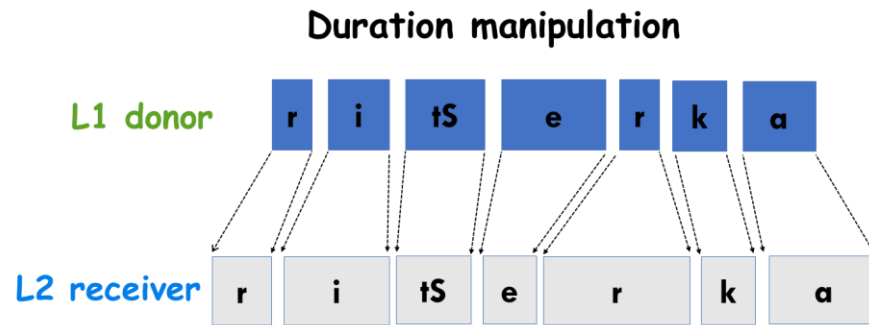 Duration manipulation
L1 donor r i tS e r k a
L2 receiver r i tS e r k a